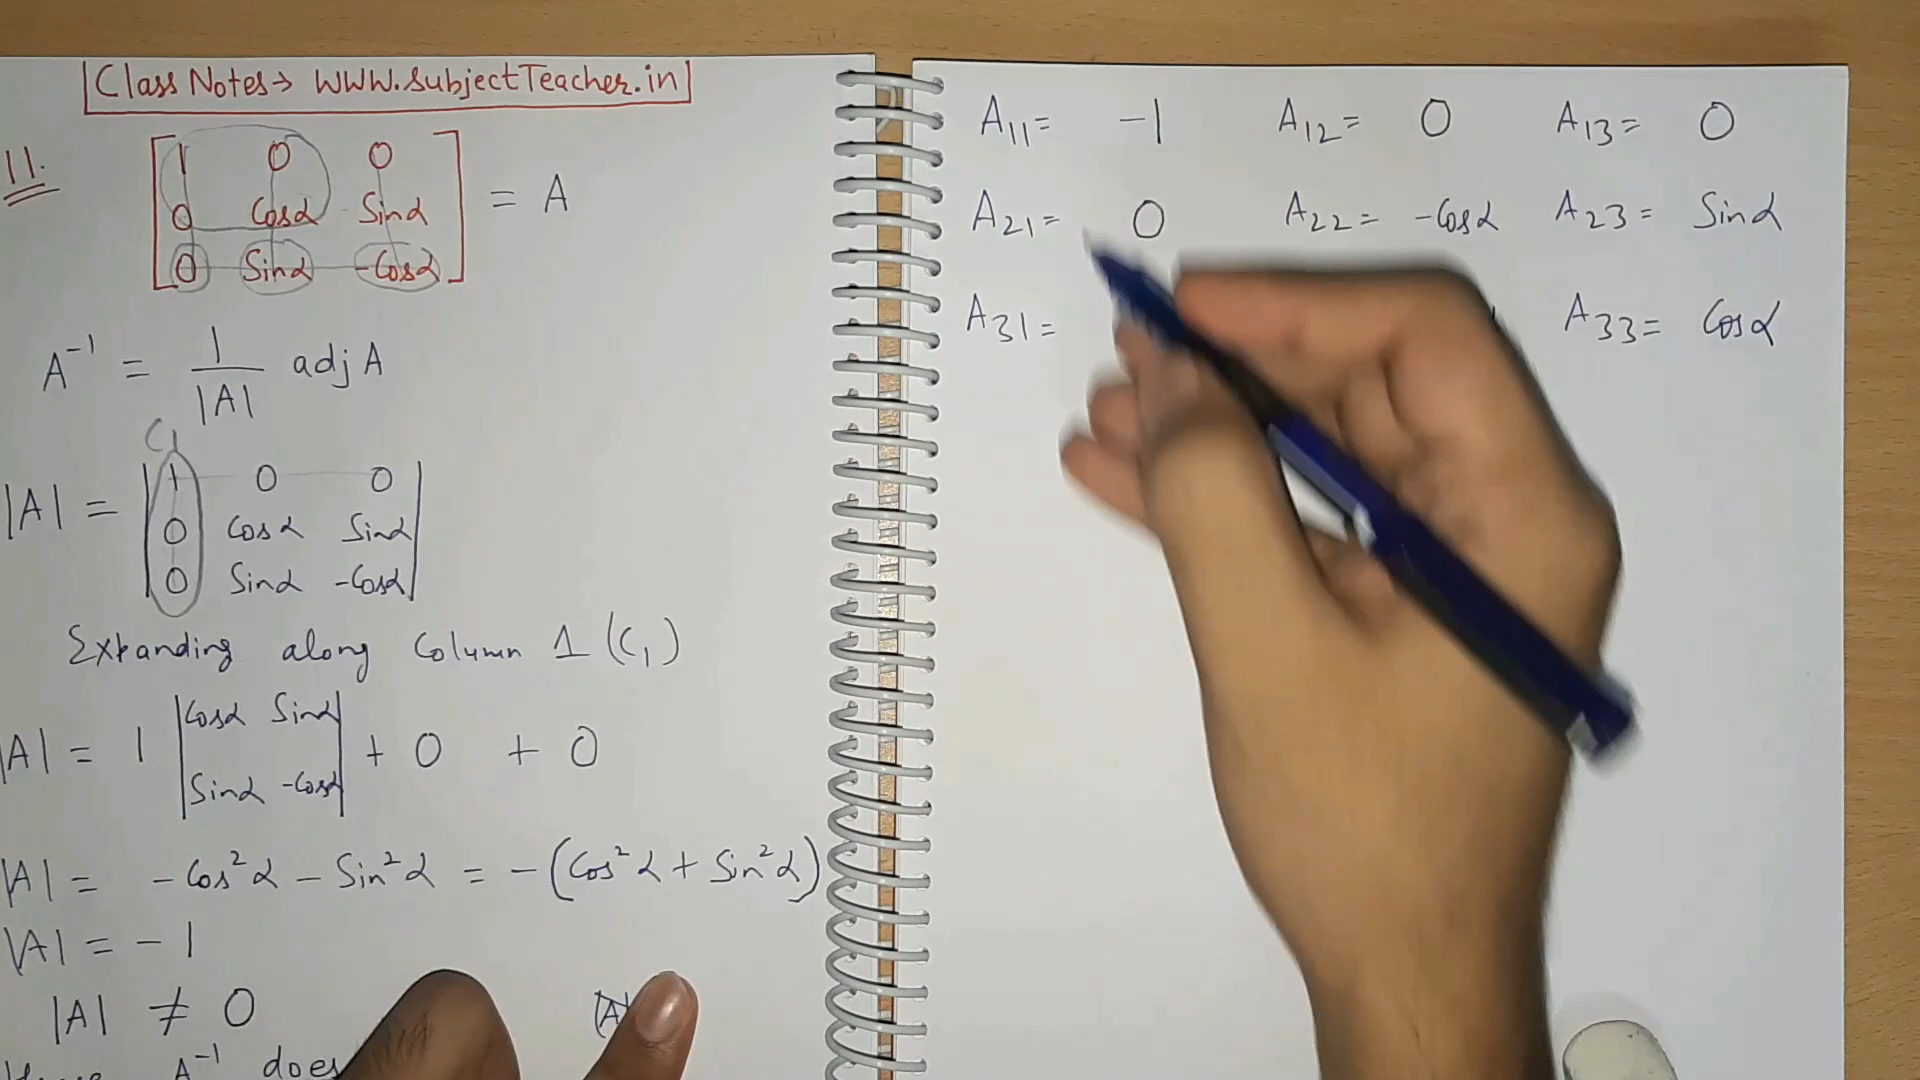 Class Notes → WWW.SubjectTeacher.in
11.
[1 0 0
0 Cosα Sinα
0 Sinα -Cosα] = A
A⁻¹ = 1/|A| adj A
C₁
|A| = |1 0 0
0 Cosα Sinα
0 Sinα -Cosα|
Expanding along Column 1 (C₁)
|A| = 1 |Cosα Sinα
Sinα -Cosα| + 0 + 0
|A| = -Cos²α - Sin²α = -(Cos²α + Sin²α)
|A| = -1
|A| ≠ 0
|A|
A⁻¹ does
A₁₁ = -1 A₁₂ = 0 A₁₃ = 0
A₂₁ = 0 A₂₂ = -Cosα A₂₃ = Sinα
A₃₁ = A₃₃ = Cosα